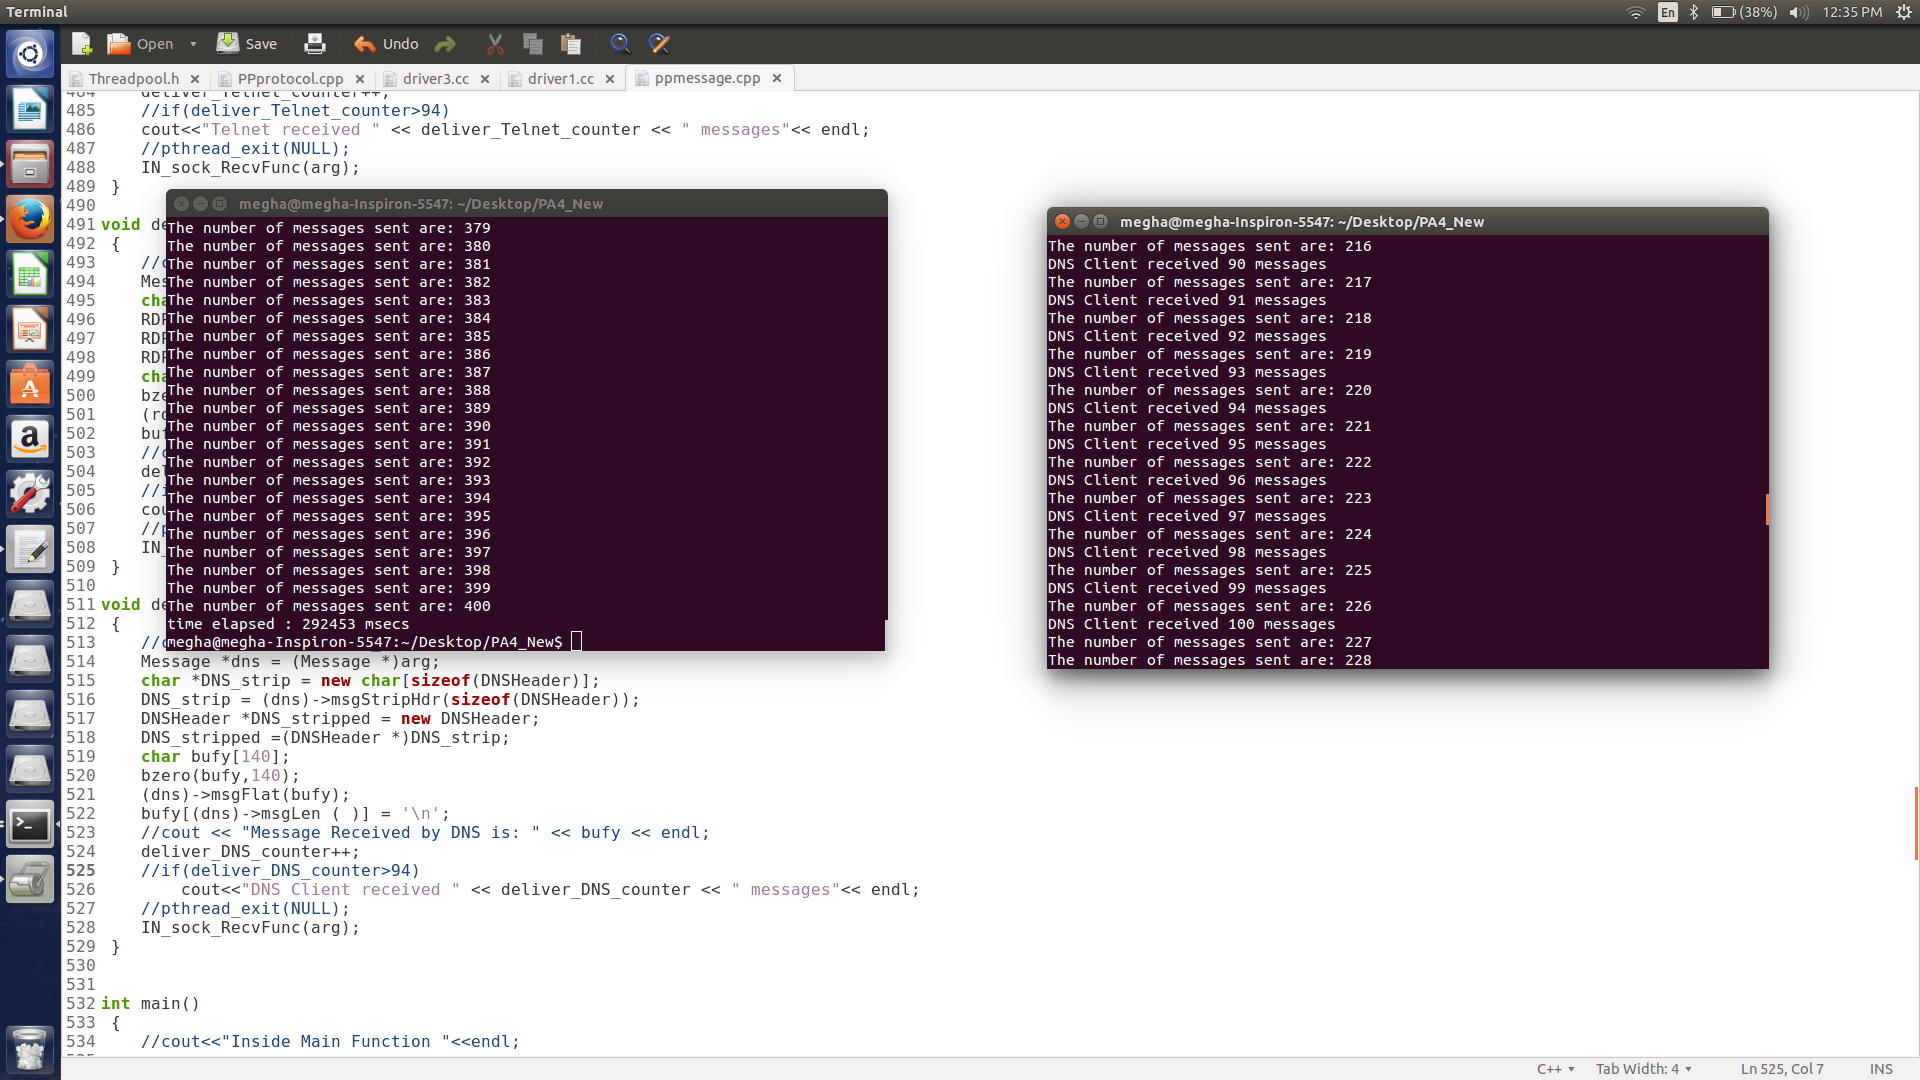 Terminal
En
(38%)
12:35 PM
Open
Save
Undo
Threadpool.h
PPprotocol.cpp
driver3.cc
driver1.cc
ppmessage.cpp
484 deliver_Telnet_counter++;
485 //if(deliver_Telnet_counter>94)
486 cout<<"Telnet received " << deliver_Telnet_counter << " messages"<< endl;
487 //pthread_exit(NULL);
488 IN_sock_RecvFunc(arg);
489 }
490
491 void de
492 {
493 //c
494 Mes
495 cha
496 RDP
497 RDP
498 RDP
499 cha
500 bze
501 (rd
502 buf
503 //c
504 del
505 //i
506 cou
507 //p
508 IN_
509 }
510
511 void de
512 {
513 //c
514 Message *dns = (Message *)arg;
515 char *DNS_strip = new char[sizeof(DNSHeader)];
516 DNS_strip = (dns)->msgStripHdr(sizeof(DNSHeader));
517 DNSHeader *DNS_stripped = new DNSHeader;
518 DNS_stripped =(DNSHeader *)DNS_strip;
519 char bufy[140];
520 bzero(bufy,140);
521 (dns)->msgFlat(bufy);
522 bufy[(dns)->msgLen ( )] = '\n';
523 //cout << "Message Received by DNS is: " << bufy << endl;
524 deliver_DNS_counter++;
525 //if(deliver_DNS_counter>94)
526 cout<<"DNS Client received " << deliver_DNS_counter << " messages"<< endl;
527 //pthread_exit(NULL);
528 IN_sock_RecvFunc(arg);
529 }
530
531
532 int main()
533 {
534 //cout<<"Inside Main Function "<<endl;
megha@megha-Inspiron-5547: ~/Desktop/PA4_New
The number of messages sent are: 379
The number of messages sent are: 380
The number of messages sent are: 381
The number of messages sent are: 382
The number of messages sent are: 383
The number of messages sent are: 384
The number of messages sent are: 385
The number of messages sent are: 386
The number of messages sent are: 387
The number of messages sent are: 388
The number of messages sent are: 389
The number of messages sent are: 390
The number of messages sent are: 391
The number of messages sent are: 392
The number of messages sent are: 393
The number of messages sent are: 394
The number of messages sent are: 395
The number of messages sent are: 396
The number of messages sent are: 397
The number of messages sent are: 398
The number of messages sent are: 399
The number of messages sent are: 400
time elapsed : 292453 msecs
megha@megha-Inspiron-5547:~/Desktop/PA4_New$
megha@megha-Inspiron-5547: ~/Desktop/PA4_New
The number of messages sent are: 216
DNS Client received 90 messages
The number of messages sent are: 217
DNS Client received 91 messages
The number of messages sent are: 218
DNS Client received 92 messages
The number of messages sent are: 219
DNS Client received 93 messages
The number of messages sent are: 220
DNS Client received 94 messages
The number of messages sent are: 221
DNS Client received 95 messages
The number of messages sent are: 222
DNS Client received 96 messages
The number of messages sent are: 223
DNS Client received 97 messages
The number of messages sent are: 224
DNS Client received 98 messages
The number of messages sent are: 225
DNS Client received 99 messages
The number of messages sent are: 226
DNS Client received 100 messages
The number of messages sent are: 227
The number of messages sent are: 228
C++
Tab Width: 4
Ln 525, Col 7
INS